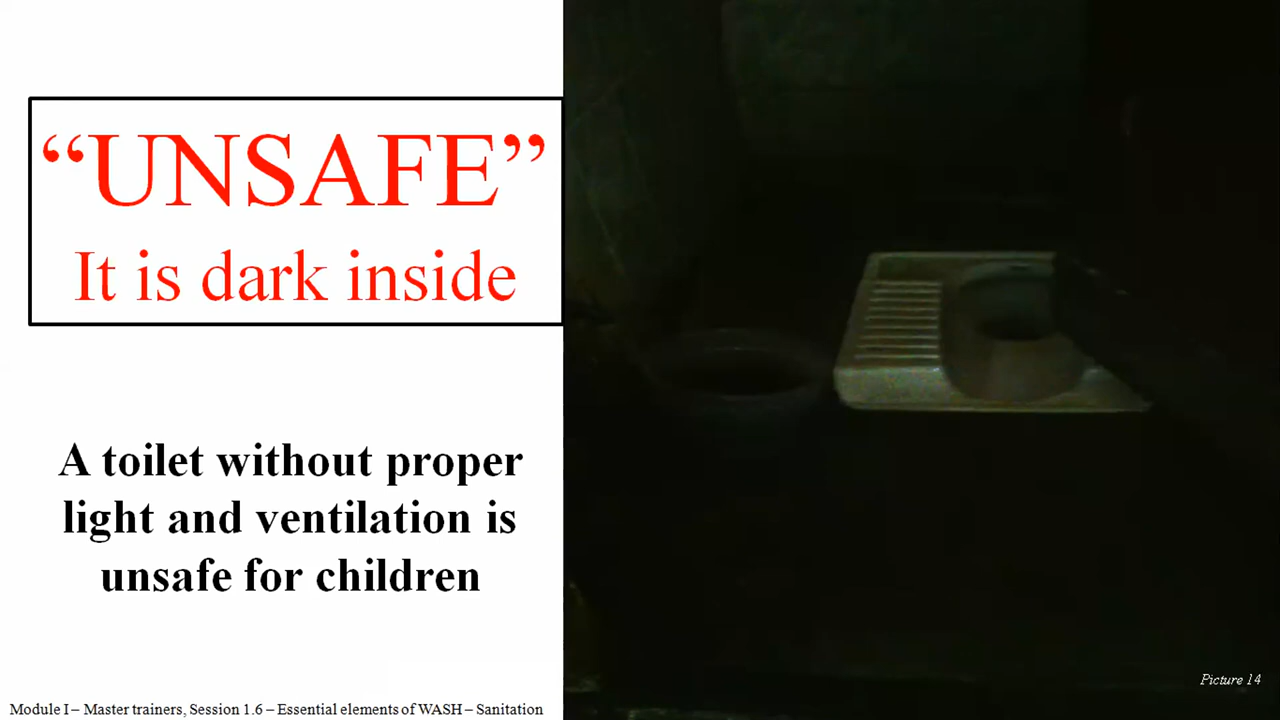 “UNSAFE”
It is dark inside
A toilet without proper
light and ventilation is
unsafe for children
Module I – Master trainers, Session 1.6 – Essential elements of WASH – Sanitation
Picture 14